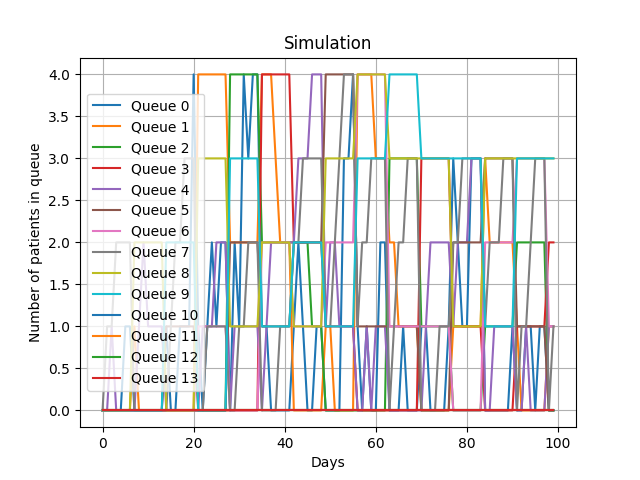 Simulation
Number of patients in queue
4.0
3.5
3.0
2.5
2.0
1.5
1.0
0.5
0.0
Queue 0
Queue 1
Queue 2
Queue 3
Queue 4
Queue 5
Queue 6
Queue 7
Queue 8
Queue 9
Queue 10
Queue 11
Queue 12
Queue 13
0 20 40 60 80 100
Days